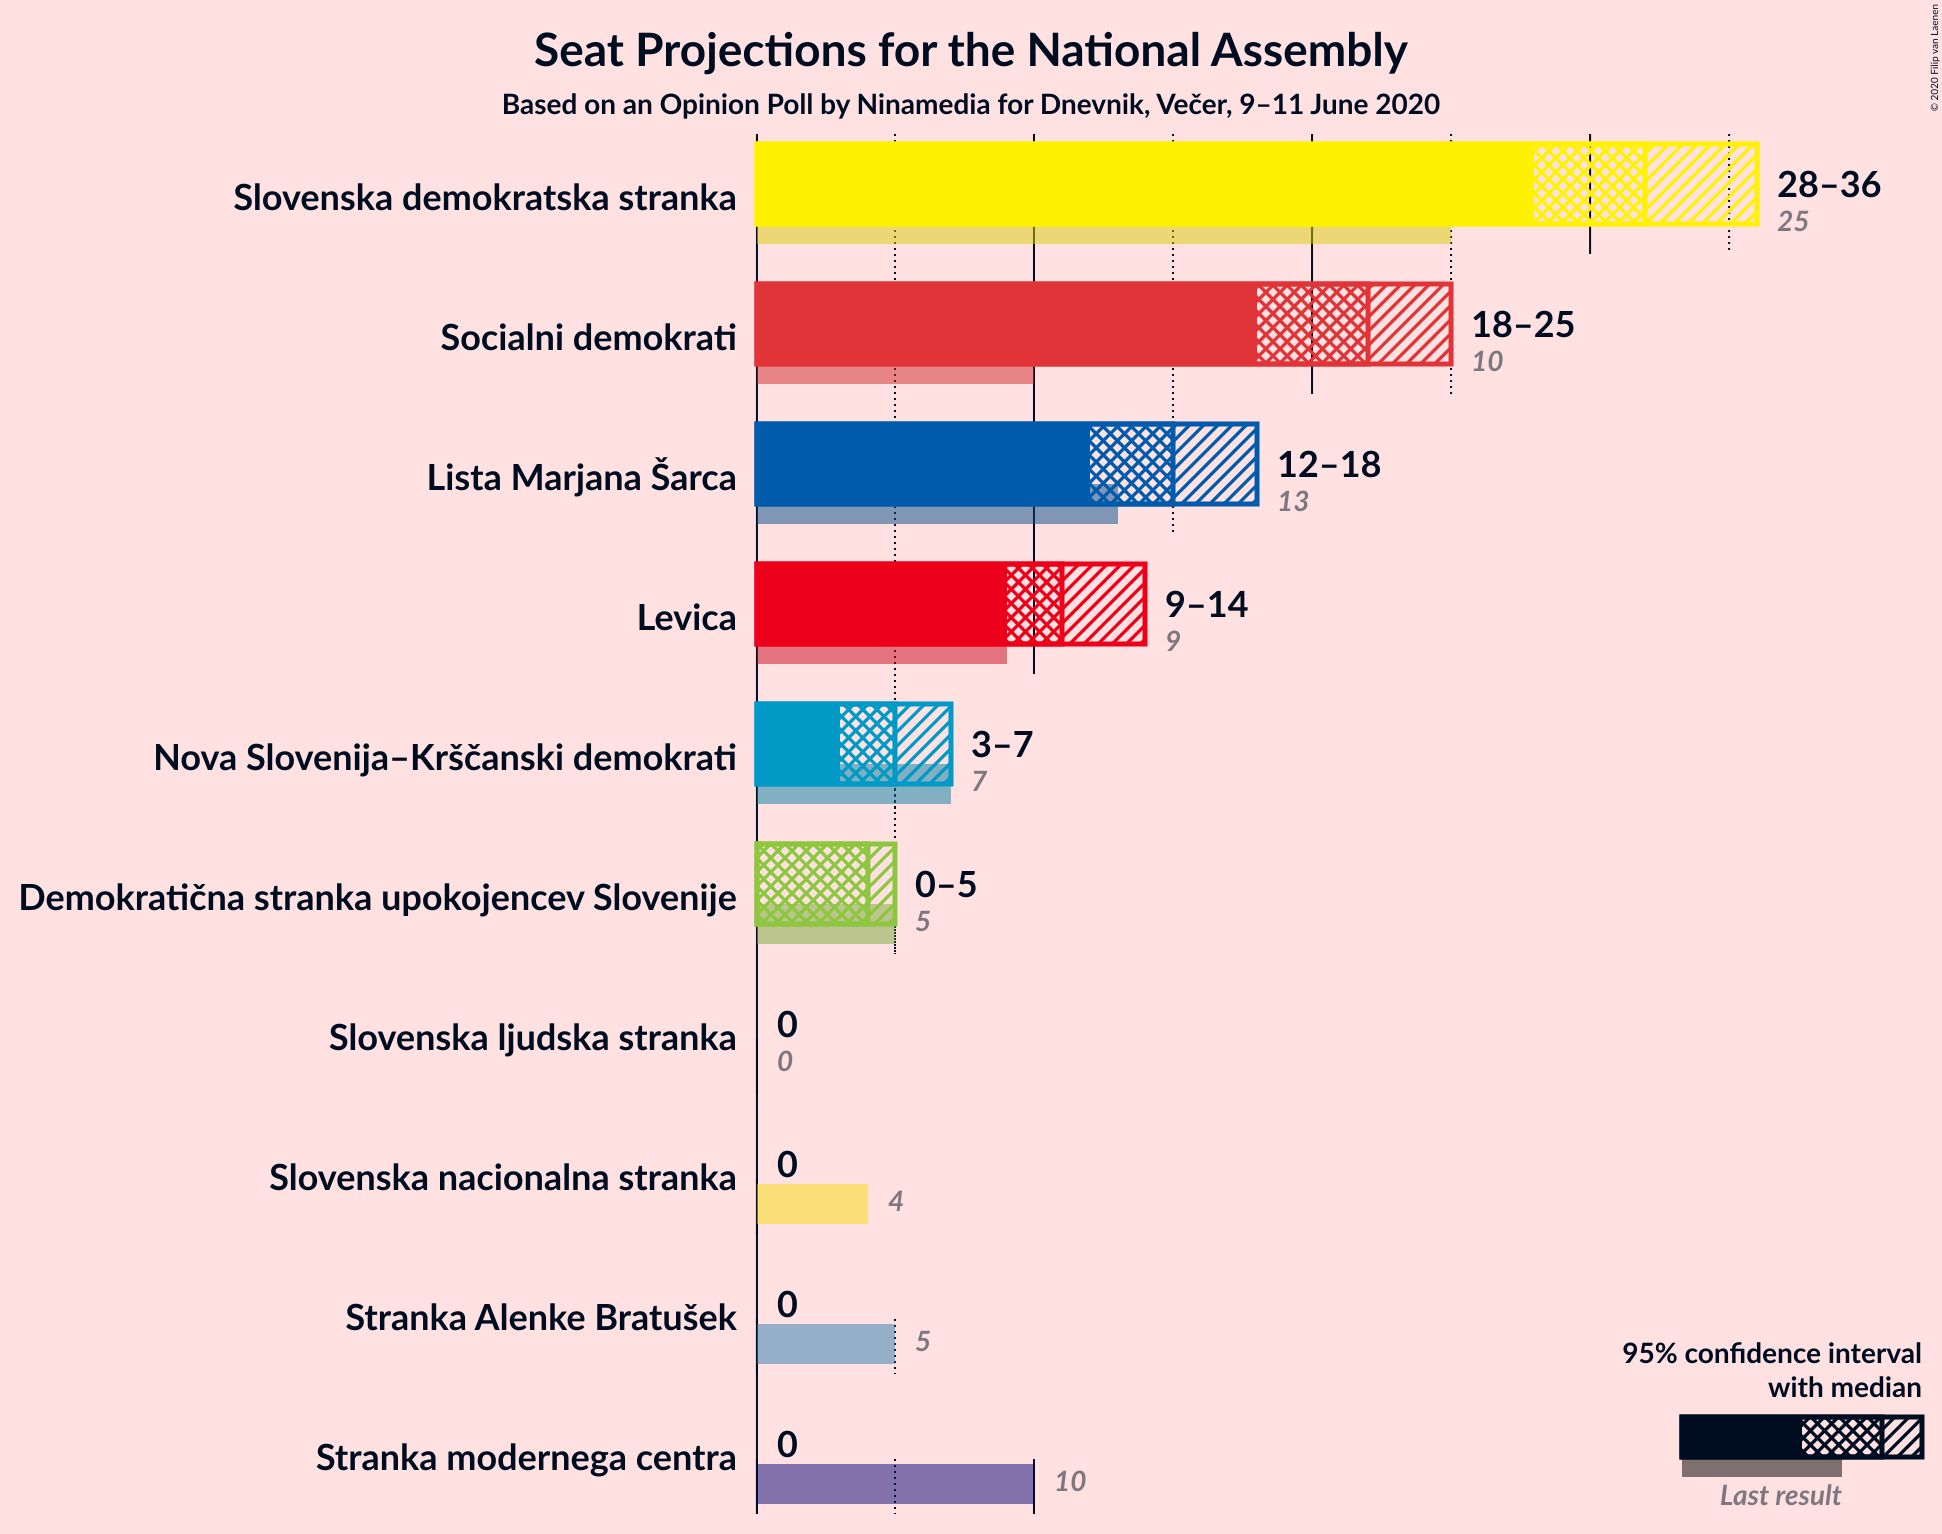 Seat Projections for the National Assembly
Based on an Opinion Poll by Ninamedia for Dnevnik, Večer, 9–11 June 2020
© 2020 Filip van Laenen
Slovenska demokratska stranka
28–36
25
Socialni demokrati
18–25
10
Lista Marjana Šarca
12–18
13
Levica
9–14
9
Nova Slovenija–Krščanski demokrati
3–7
7
Demokratična stranka upokojencev Slovenije
0–5
5
Slovenska ljudska stranka
0
0
Slovenska nacionalna stranka
0
4
Stranka Alenke Bratušek
0
5
Stranka modernega centra
0
10
95% confidence interval
with median
Last result